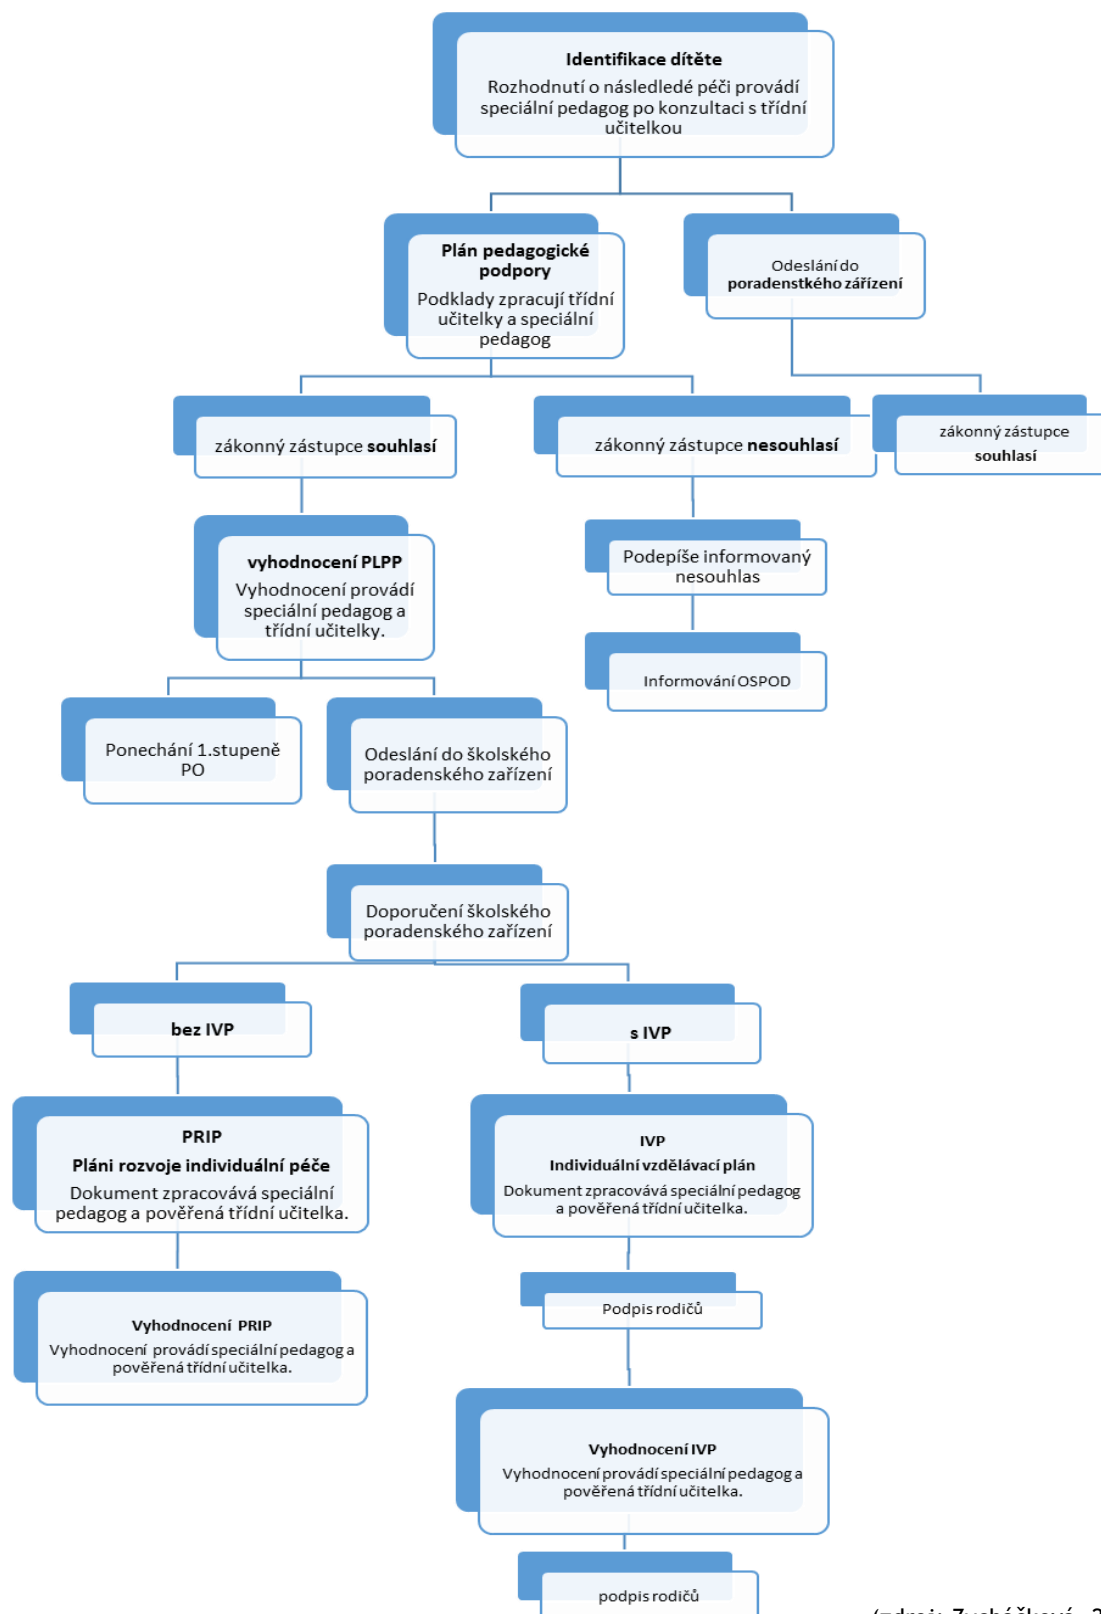 Identifikace dítěte
Rozhodnutí o následledé péči provádí
speciální pedagog po konzultaci s třídní
učitelkou
Plán pedagogické
podpory
Podklady zpracují třídní
učitelky a speciální
pedagog
Odeslání do
poradenstkého zářízení
zákonný zástupce souhlasí
zákonný zástupce nesouhlasí
zákonný zástupce
souhlasí
vyhodnocení PLPP
Vyhodnocení provádí
speciální pedagog a
třídní učitelky.
Podepíše informovaný
nesouhlas
Informování OSPOD
Ponechání 1.stupeně
PO
Odeslání do školského
poradenského zařízení
Doporučení školského
poradenského zařízení
bez IVP
s IVP
PRIP
Pláni rozvoje individuální péče
Dokument zpracovává speciální
pedagog a pověřená třídní učitelka.
IVP
Individuální vzdělávací plán
Dokument zpracovává speciální pedagog
a pověřená třídní učitelka.
Vyhodnocení PRIP
Vyhodnocení provádí speciální pedagog a
pověřená třídní učitelka.
Podpis rodičů
Vyhodnocení IVP
Vyhodnocení provádí speciální pedagog a
pověřená třídní učitelka.
podpis rodičů